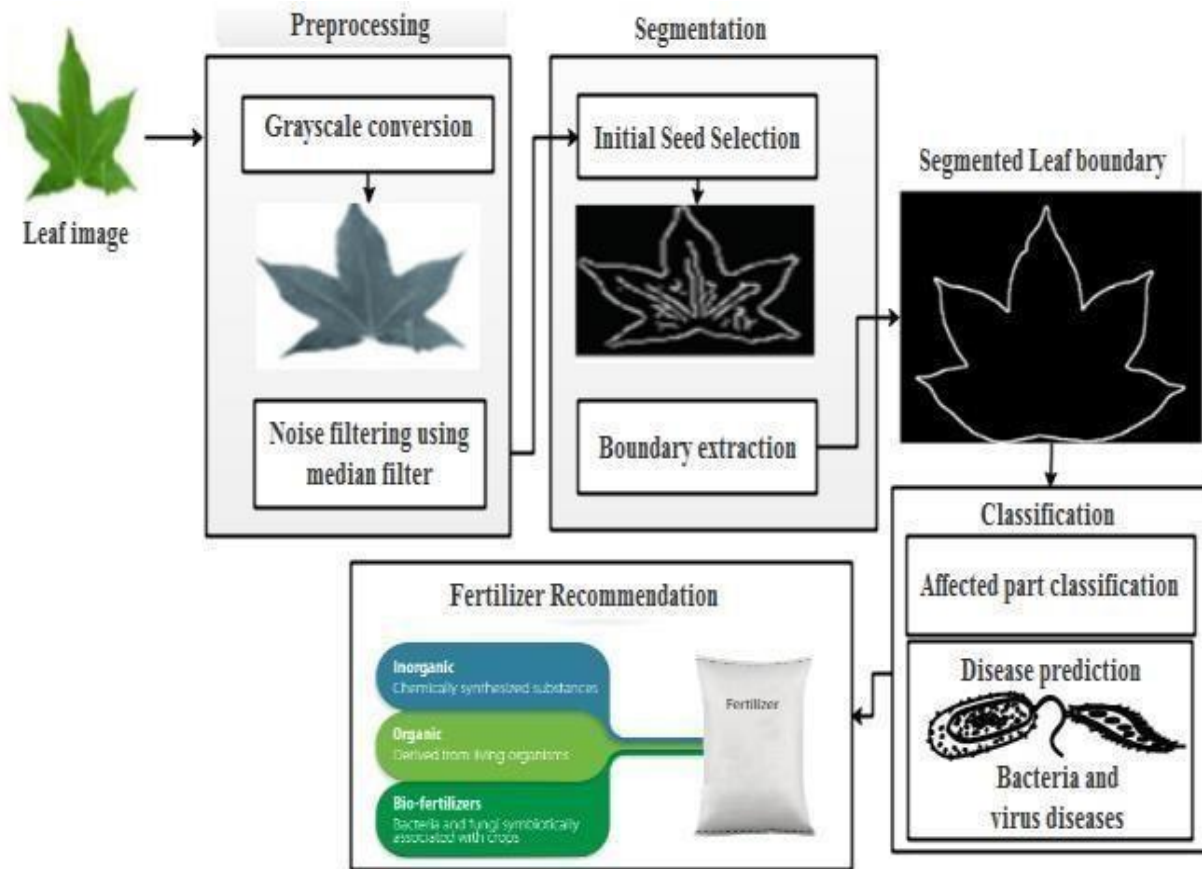 Leaf image
Preprocessing
Grayscale conversion
Noise filtering using
median filter
Segmentation
Initial Seed Selection
Boundary extraction
Segmented Leaf boundary
Classification
Affected part classification
Disease prediction
Bacteria and
virus diseases
Fertilizer Recommendation
Inorganic
Chemically synthesized substances
Organic
Derived from living organisms
Bio-fertilizers
Bacteria and fungi symbiotically
associated with crops
Fertilizer